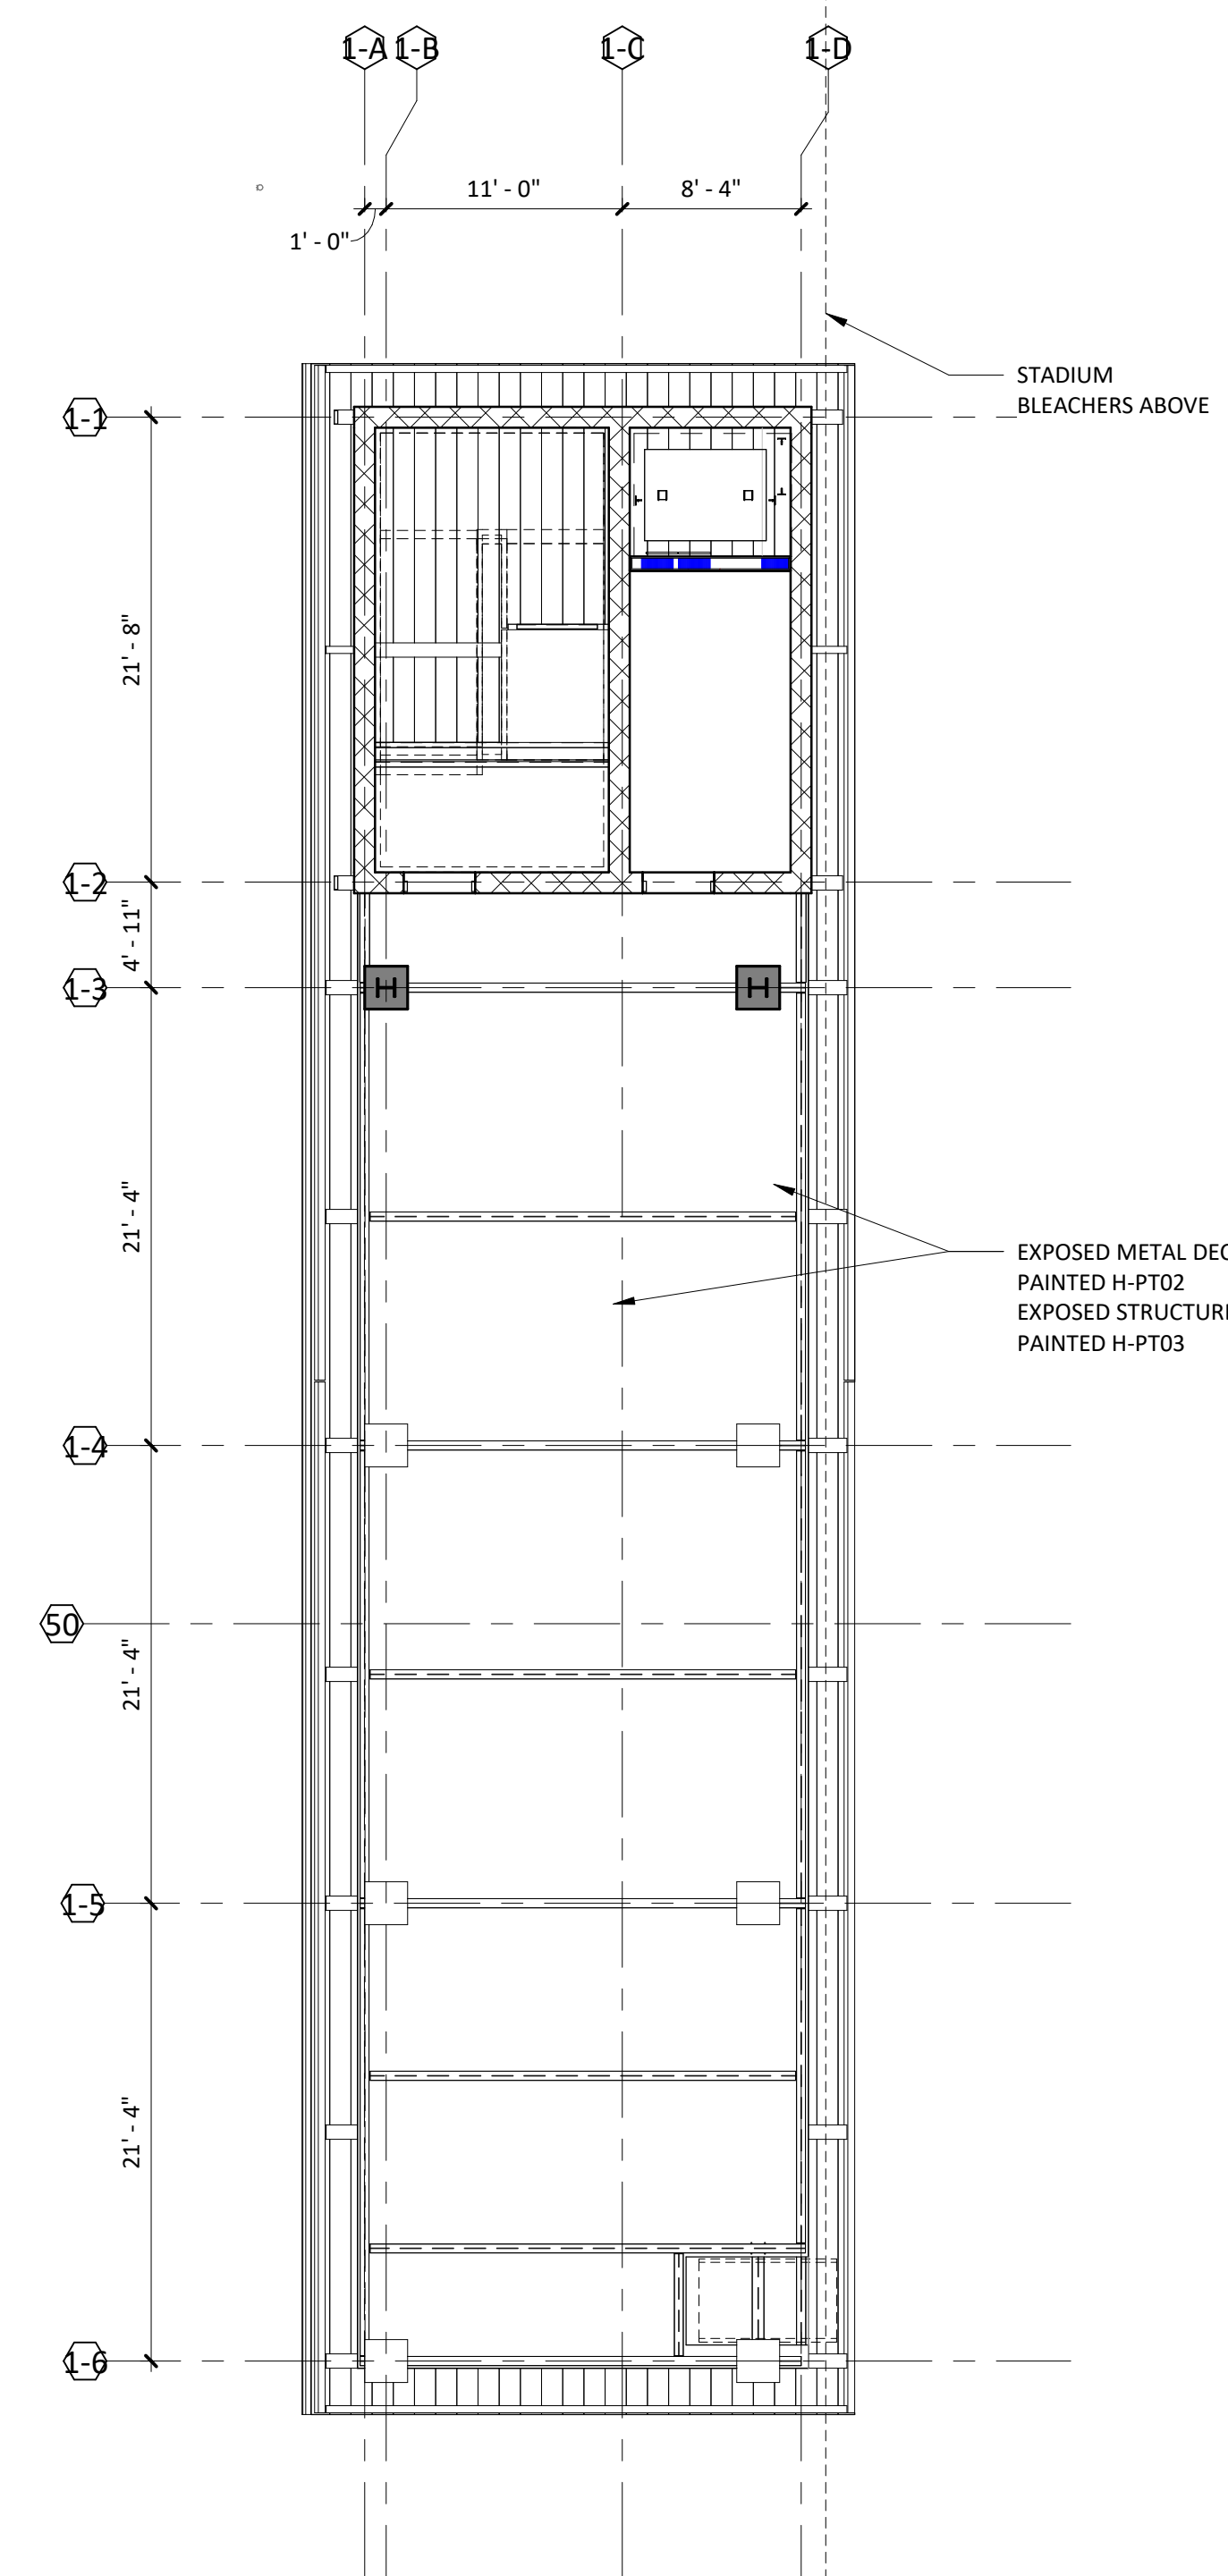 1-A 1-B 1-C 1-D
11' - 0" 8' - 4"
1' - 0"
STADIUM
BLEACHERS ABOVE
1-1
21' - 8"
1-2
4' - 11"
1-3
H H
21' - 4"
EXPOSED METAL DEC
PAINTED H-PT02
EXPOSED STRUCTUR
PAINTED H-PT03
1-4
50
21' - 4"
1-5
21' - 4"
1-6